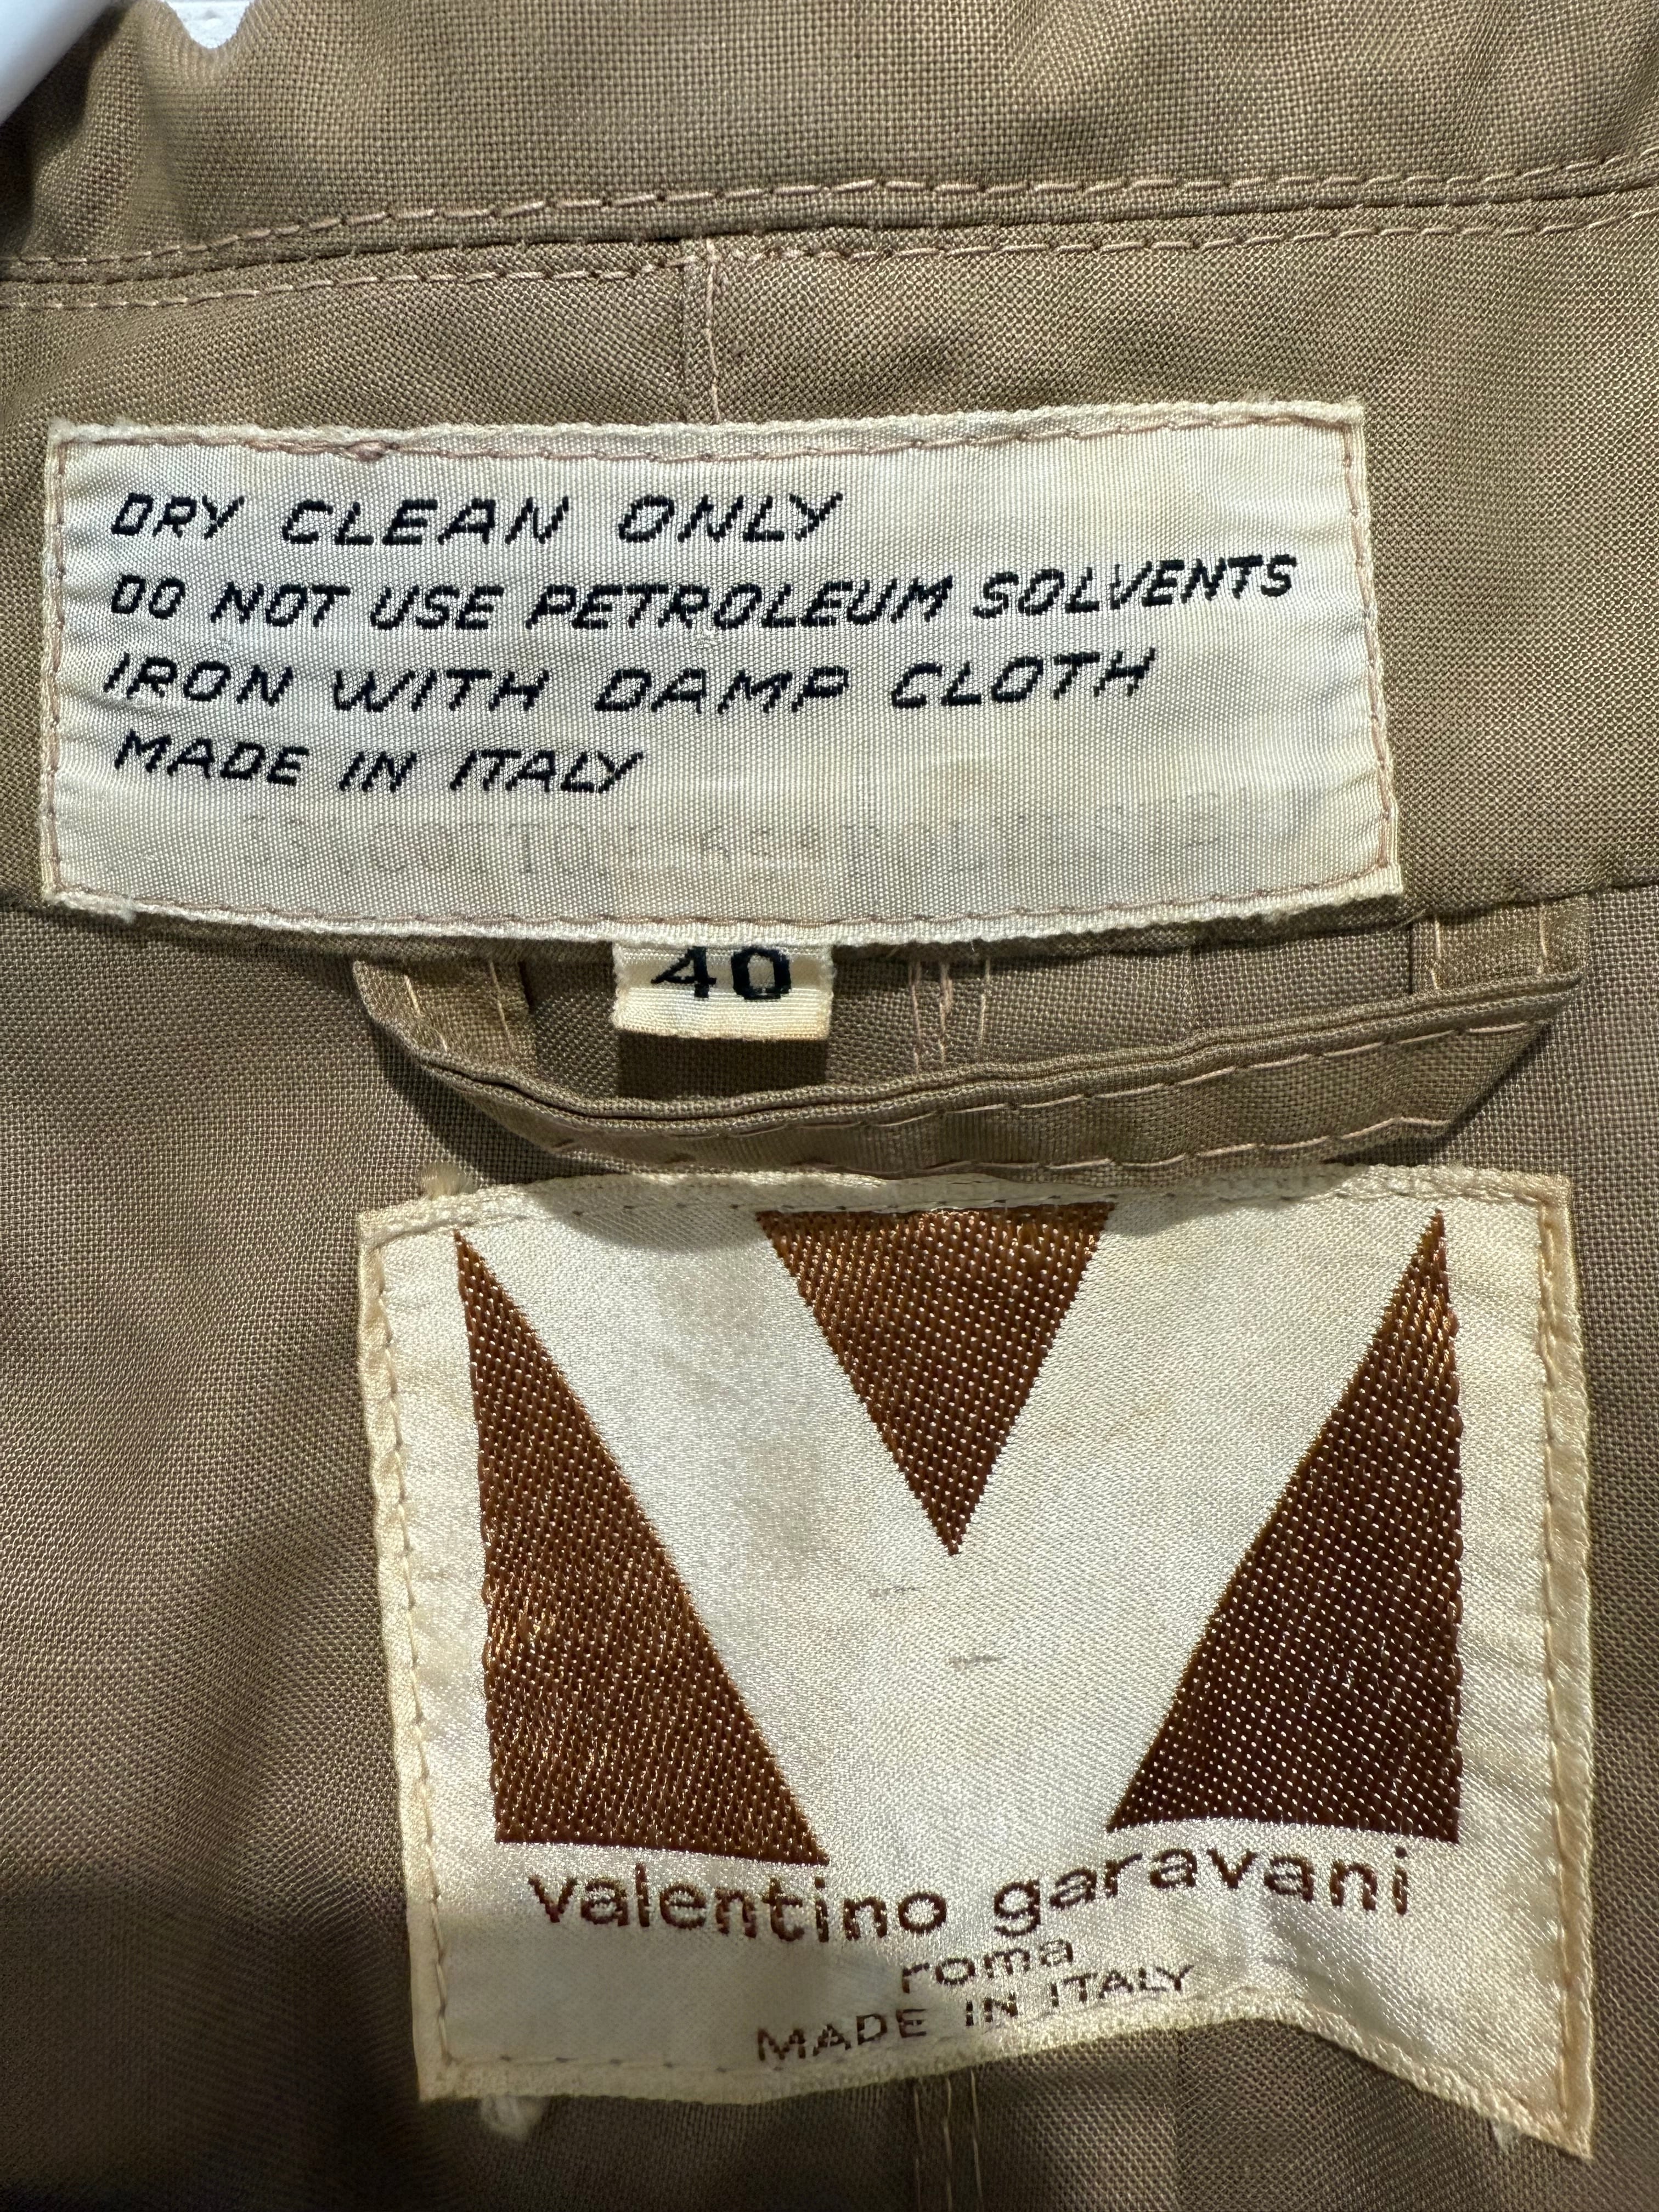 DRY CLEAN ONLY
DO NOT USE PETROLEUM SOLVENTS
IRON WITH DAMP CLOTH
MADE IN ITALY
COTTON
40
valentino garavani
roma
MADE IN ITALY